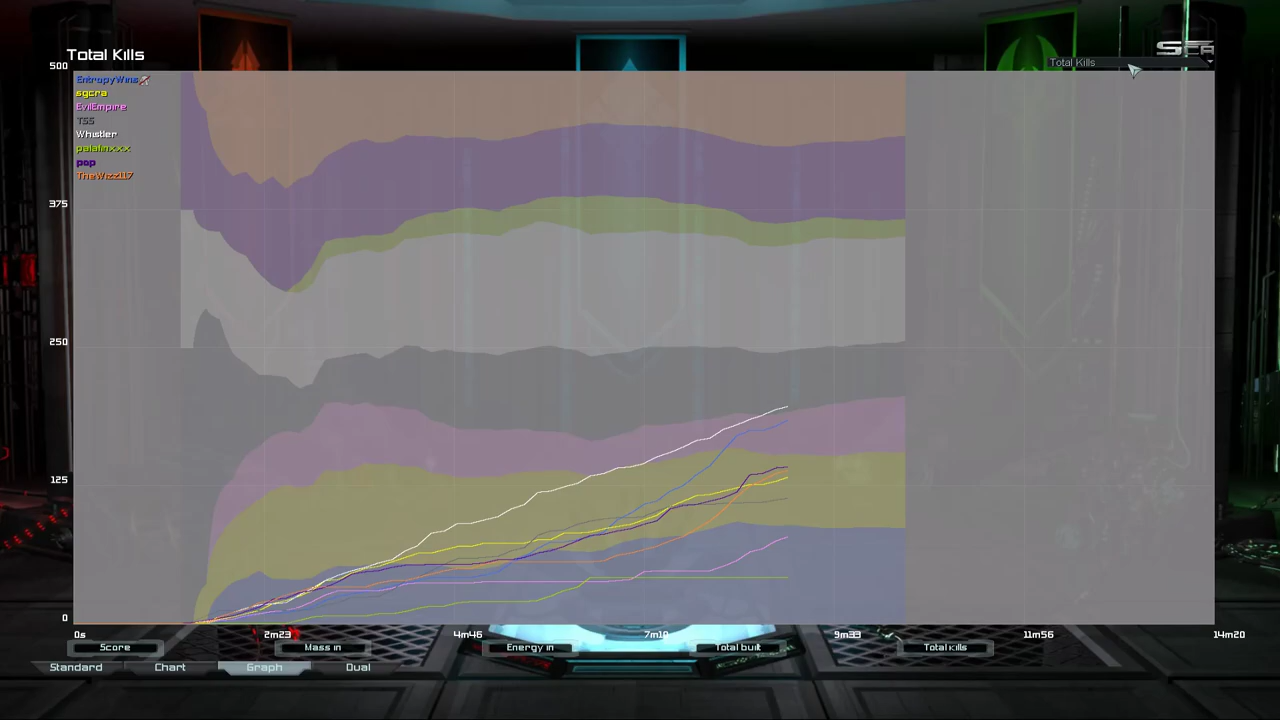 Total Kills
500
Total Kills
EntropyWins
sgcra
EvilEmpire
TSS
Whistler
palalinxxx
pop
TheWizz117
375
250
125
0
0s
2m23
4m46
7m10
9m33
11m56
14m20
Score
Mass in
Energy in
Total built
Total kills
Standard
Chart
Graph
Dual